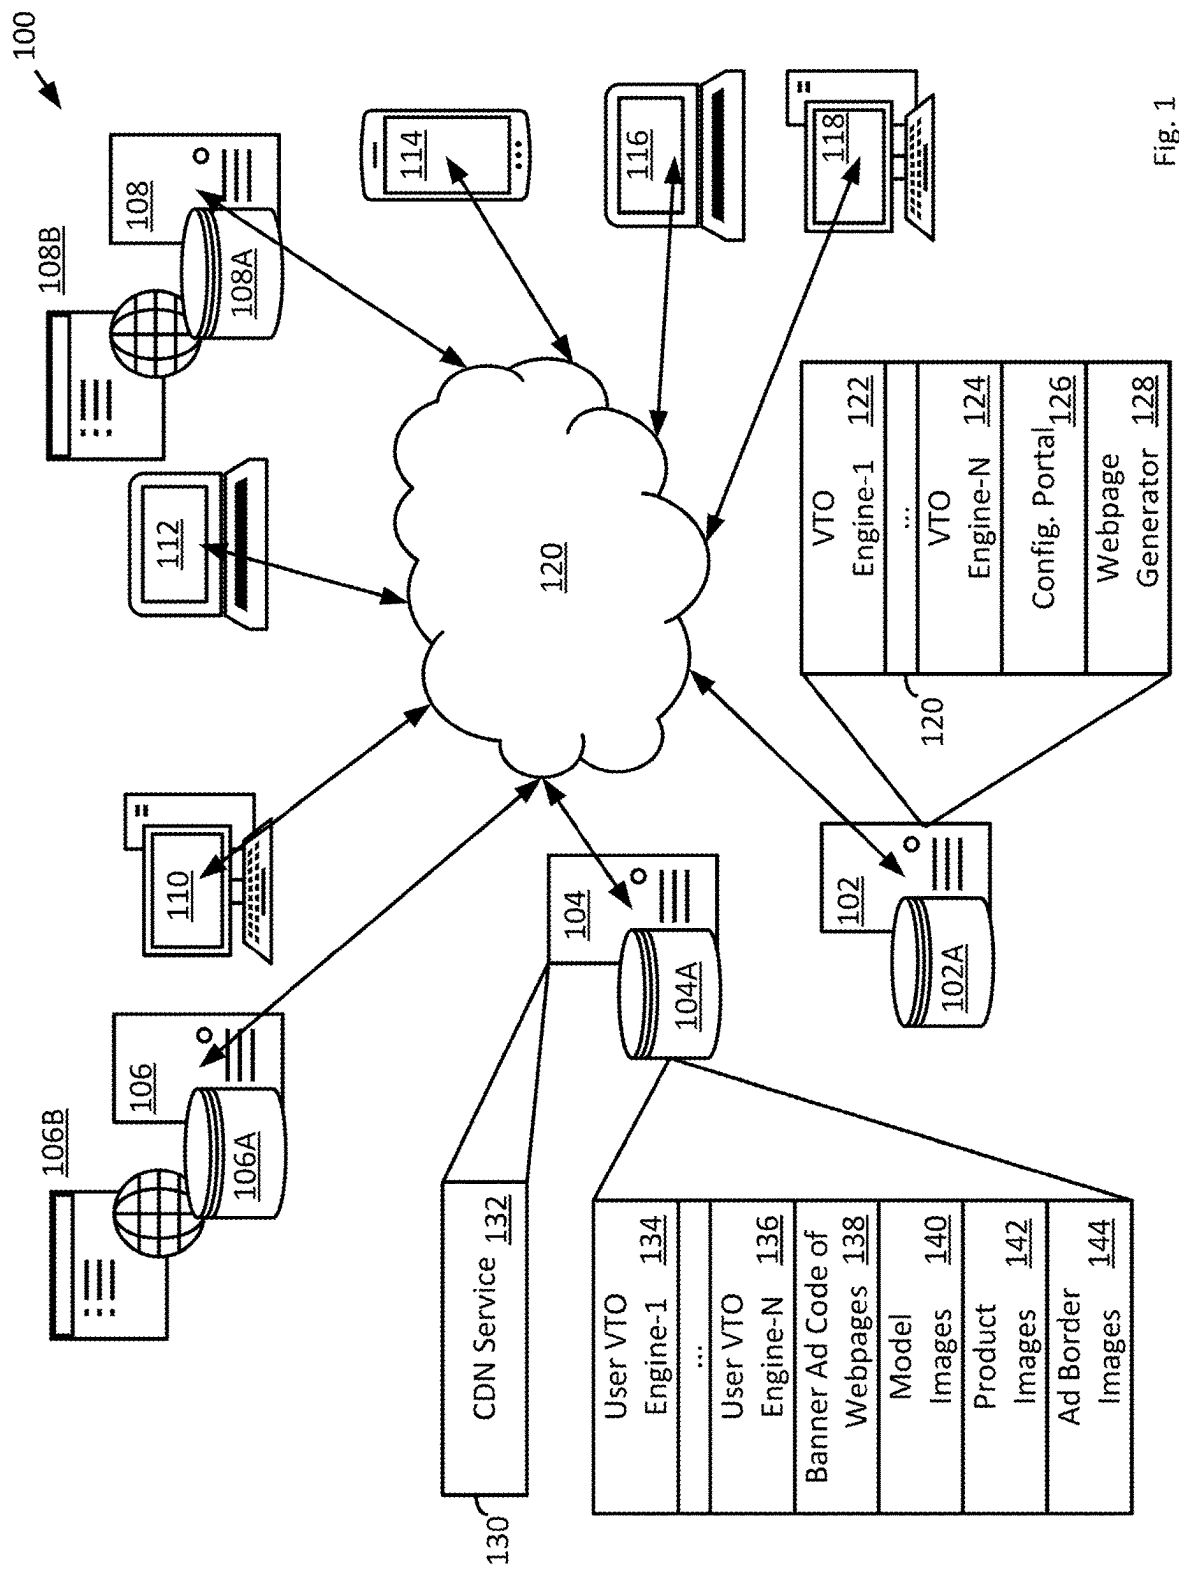 100
108B
108
108A
114
116
118
112
106B
106
106A
110
120
104
104A
102
102A
CDN Service 132
130
User VTO
Engine-1 134
...
User VTO
Engine-N 136
Banner Ad Code of
Webpages 138
Model
Images 140
Product
Images 142
Ad Border
Images 144
VTO
Engine-1 122
...
VTO
Engine-N 124
Config. Portal 126
Webpage
Generator 128
120
Fig. 1